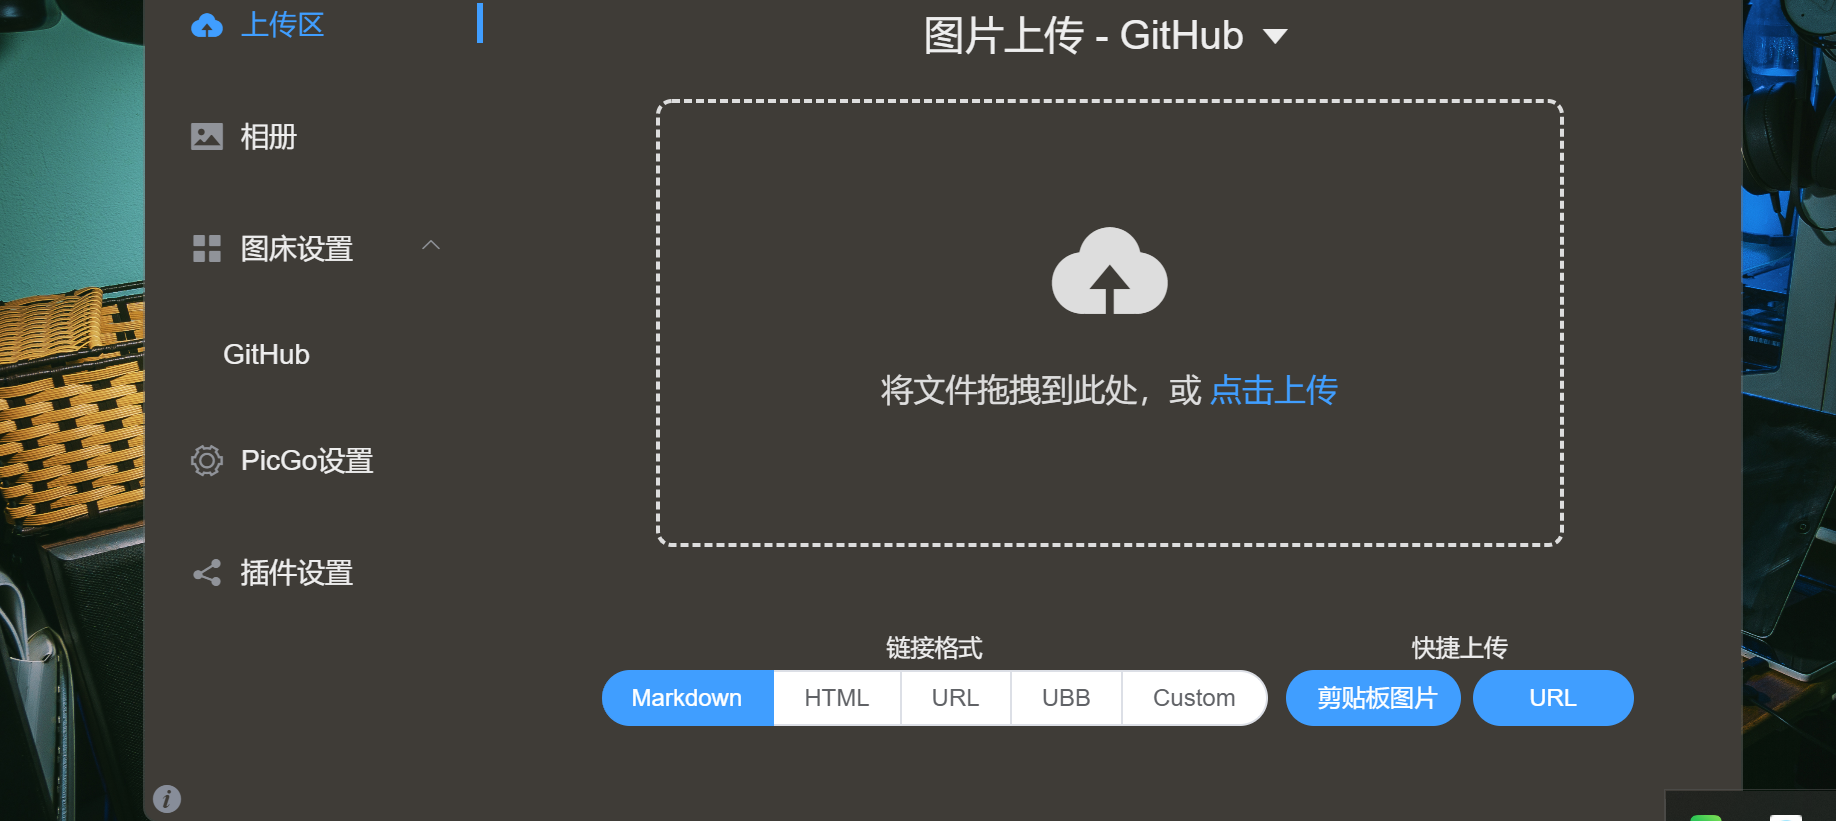 上传区
相册
图床设置
GitHub
PicGo设置
插件设置
图片上传 - GitHub
将文件拖拽到此处，或 点击上传
链接格式
Markdown HTML URL UBB Custom
快捷上传
剪贴板图片 URL